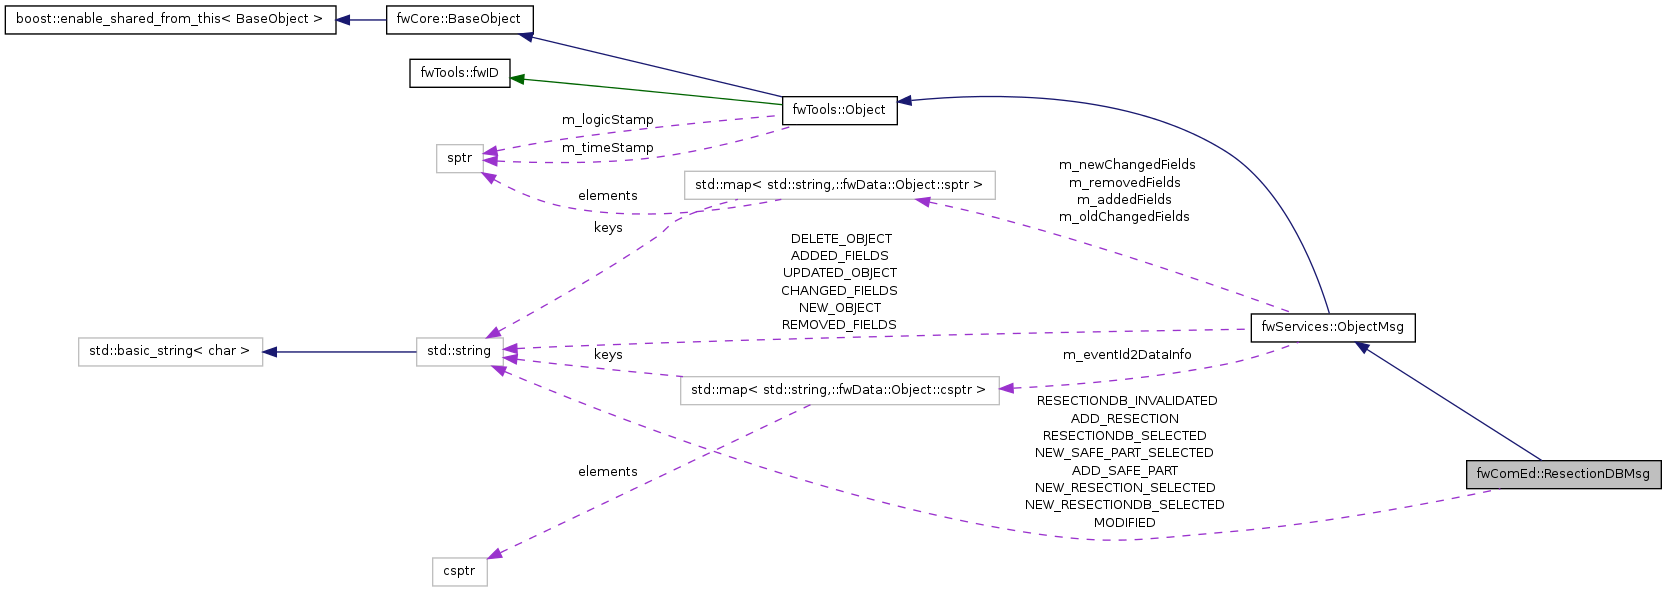 boost::enable_shared_from_this< BaseObject >
fwCore::BaseObject
fwTools::fwID
fwTools::Object
m_logicStamp
m_timeStamp
sptr
m_newChangedFields
m_removedFields
m_addedFields
m_oldChangedFields
std::map< std::string,::fwData::Object::sptr >
elements
keys
DELETE_OBJECT
ADDED_FIELDS
UPDATED_OBJECT
CHANGED_FIELDS
NEW_OBJECT
REMOVED_FIELDS
fwServices::ObjectMsg
std::basic_string< char >
std::string
keys
m_eventId2DataInfo
std::map< std::string,::fwData::Object::csptr >
RESECTIONDB_INVALIDATED
ADD_RESECTION
RESECTIONDB_SELECTED
NEW_SAFE_PART_SELECTED
ADD_SAFE_PART
NEW_RESECTION_SELECTED
NEW_RESECTIONDB_SELECTED
MODIFIED
elements
fwComEd::ResectionDBMsg
csptr